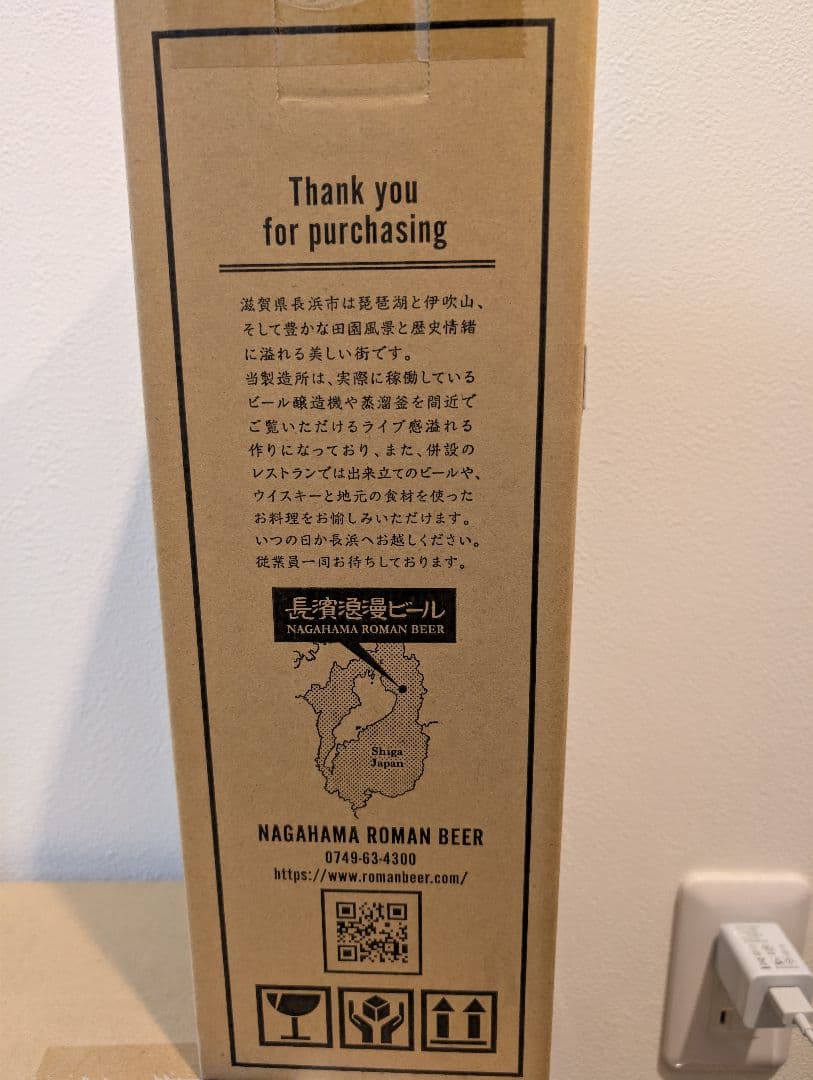 Thank you
for purchasing
滋賀県長浜市は琵琶湖と伊吹山、
そして豊かな田園風景と歴史情緒
に溢れる美しい街です。
当製造所は、実際に稼働している
ビール醸造機や蒸溜釜を間近で
ご覧いただけるライブ感溢れる
作りになっており、また、併設の
レストランでは出来立てのビールや、
ウイスキーと地元の食材を使った
お料理をお愉しみいただけます。
いつの日か長浜へお越しください。
従業員一同お待ちしております。
長濱浪漫ビール
NAGAHAMA ROMAN BEER
Shiga
Japan
NAGAHAMA ROMAN BEER
0749-63-4300
https://www.romanbeer.com/